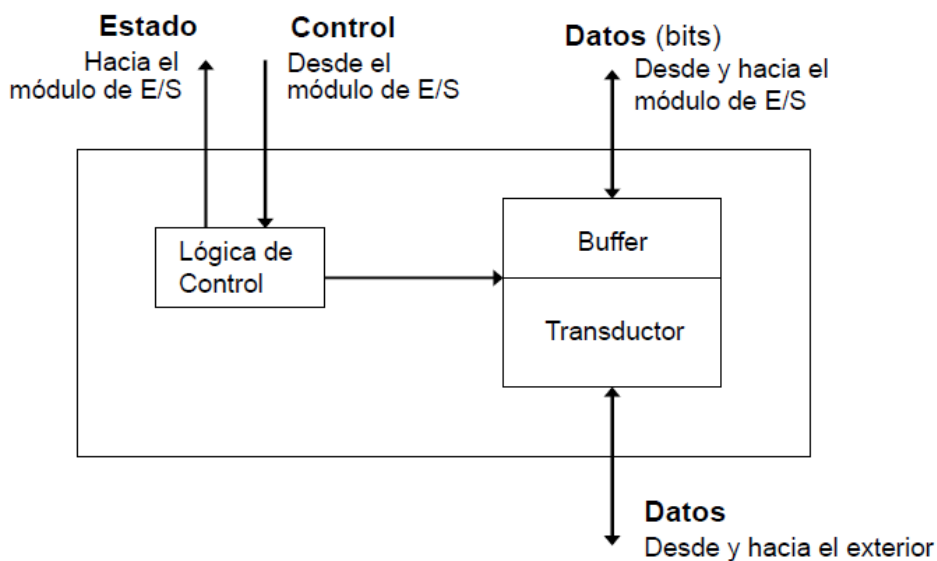 Estado
Hacia el
módulo de E/S
Control
Desde el
módulo de E/S
Datos (bits)
Desde y hacia el
módulo de E/S
Lógica de
Control
Buffer
Transductor
Datos
Desde y hacia el exterior